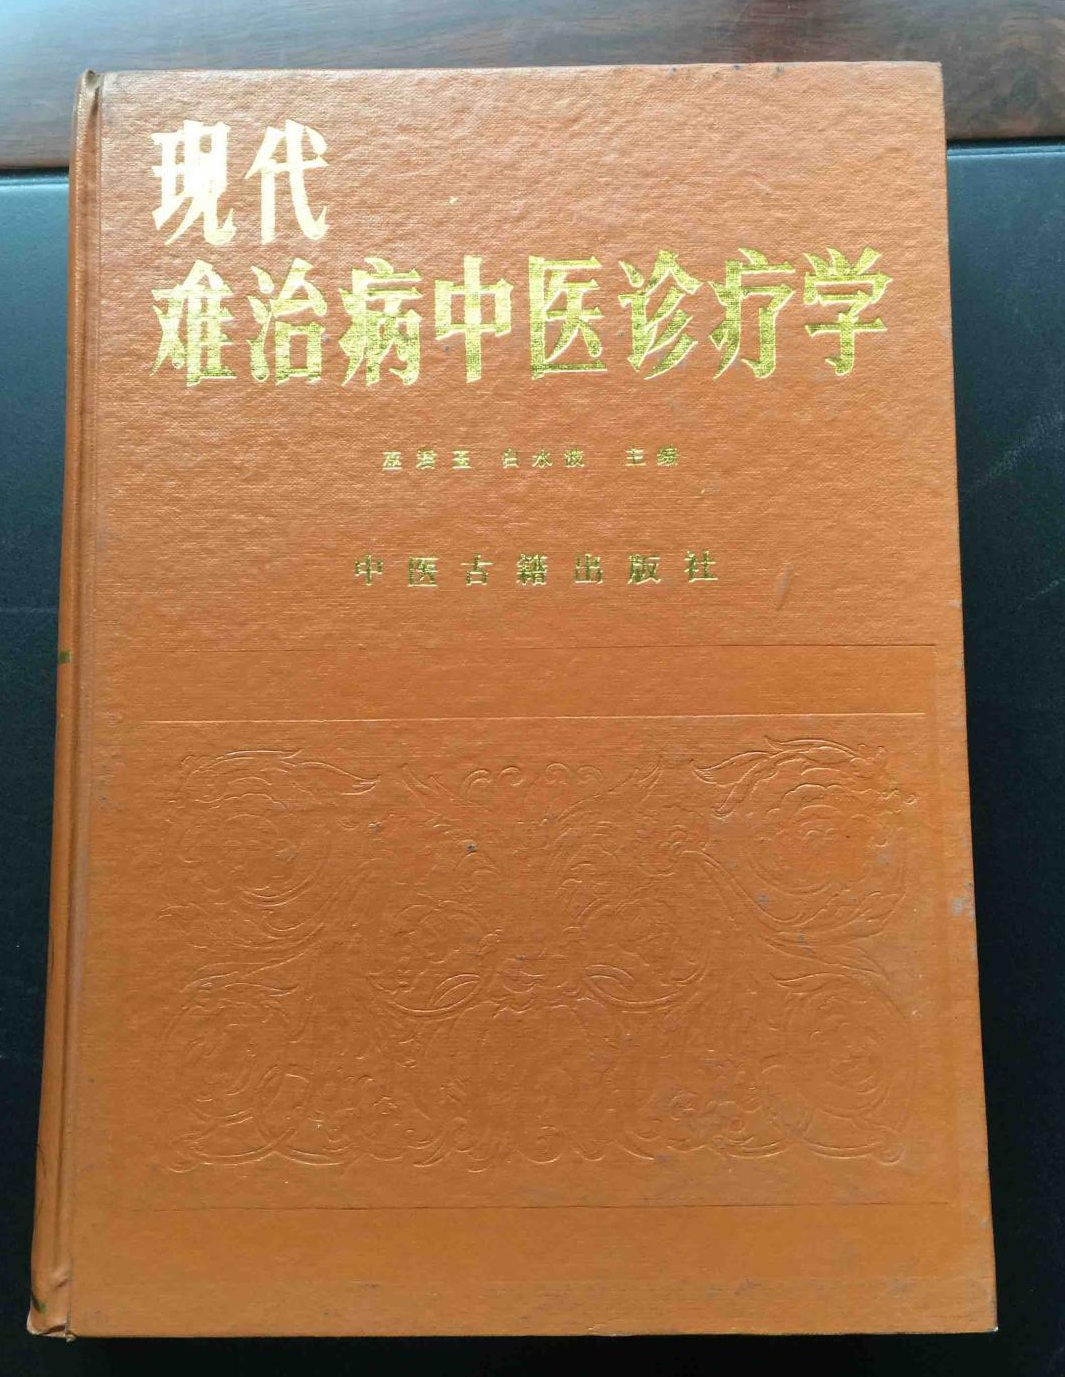 现代
难治病中医诊疗学
巫君玉 白永波 主编
中医古籍出版社